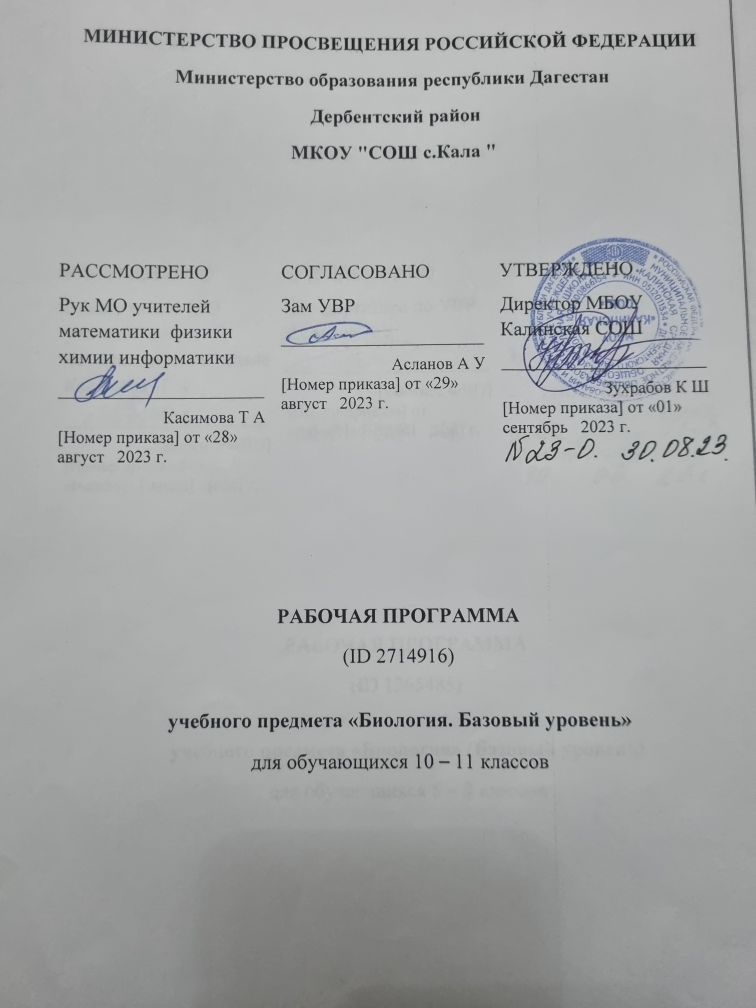 МИНИСТЕРСТВО ПРОСВЕЩЕНИЯ РОССИЙСКОЙ ФЕДЕРАЦИИ
Министерство образования республики Дагестан
Дербентский район
МКОУ "СОШ с.Кала "
РАССМОТРЕНО
Рук МО учителей
математики физики
химии информатики
Касимова Т А
[Номер приказа] от «28»
август 2023 г.
СОГЛАСОВАНО
Зам УВР
Асланов А У
[Номер приказа] от «29»
август 2023 г.
УТВЕРЖДЕНО
Директор МБОУ
Калинская СОШ
Зухрабов К Ш
[Номер приказа] от «01»
сентябрь 2023 г.
№23-О. 30.08.23.
РАБОЧАЯ ПРОГРАММА
(ID 2714916)
учебного предмета «Биология. Базовый уровень»
для обучающихся 10 – 11 классов